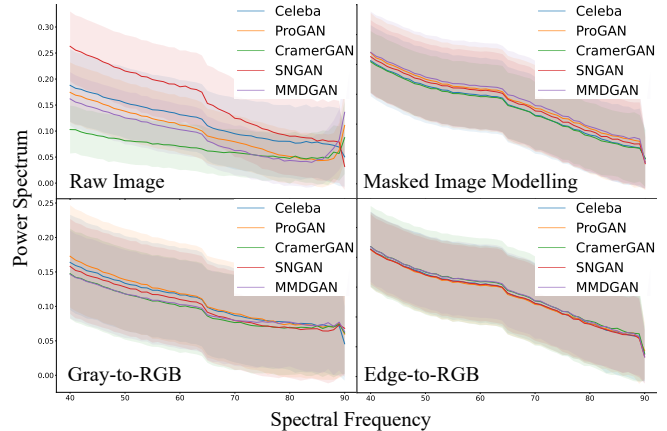 Power Spectrum
0.30
0.25
0.20
0.15
0.10
0.05
0.00
Celeba
ProGAN
CramerGAN
SNGAN
MMDGAN
Raw Image
Celeba
ProGAN
CramerGAN
SNGAN
MMDGAN
Masked Image Modelling
0.25
0.20
0.15
0.10
0.05
0.00
Celeba
ProGAN
CramerGAN
SNGAN
MMDGAN
Gray-to-RGB
40 50 60 70 80 90
Celeba
ProGAN
CramerGAN
SNGAN
MMDGAN
Edge-to-RGB
40 50 60 70 80 90
Spectral Frequency